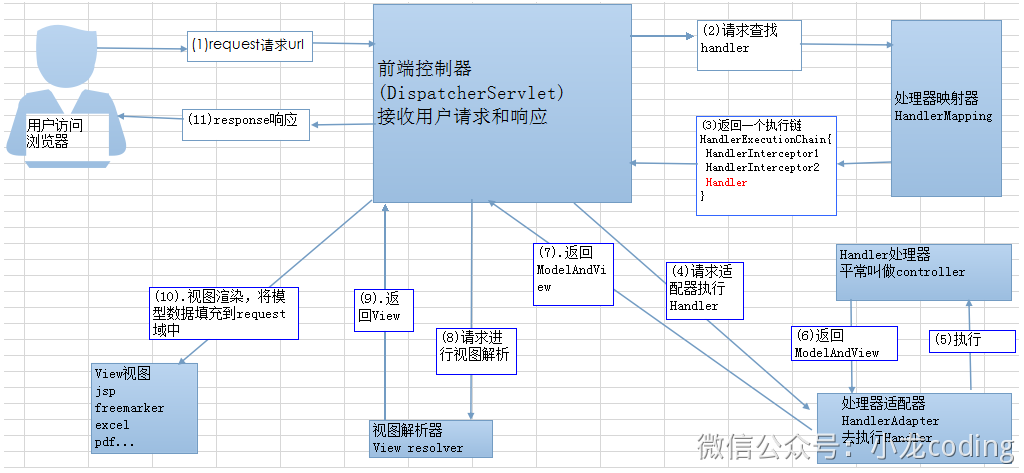 (1)request请求url
(11)response响应
用户访问
浏览器
前端控制器
(DispatcherServlet)
接收用户请求和响应
(2)请求查找
handler
处理器映射器
HandlerMapping
(3)返回一个执行链
HandlerExecutionChain{
HandlerInterceptor1
HandlerInterceptor2
Handler
}
(7).返回
ModelAndVi
ew
(4)请求适
配器执行
Handler
Handler处理器
平常叫做controller
(10).视图渲染，将模
型数据填充到request
域中
(9).返
回View
(8)请求进
行视图解析
(6)返回
ModelAndView
(5)执行
View视图
jsp
freemarker
excel
pdf...
视图解析器
View resolver
处理器适配器
HandlerAdapter
去执行Handler
微信公众号：小龙coding